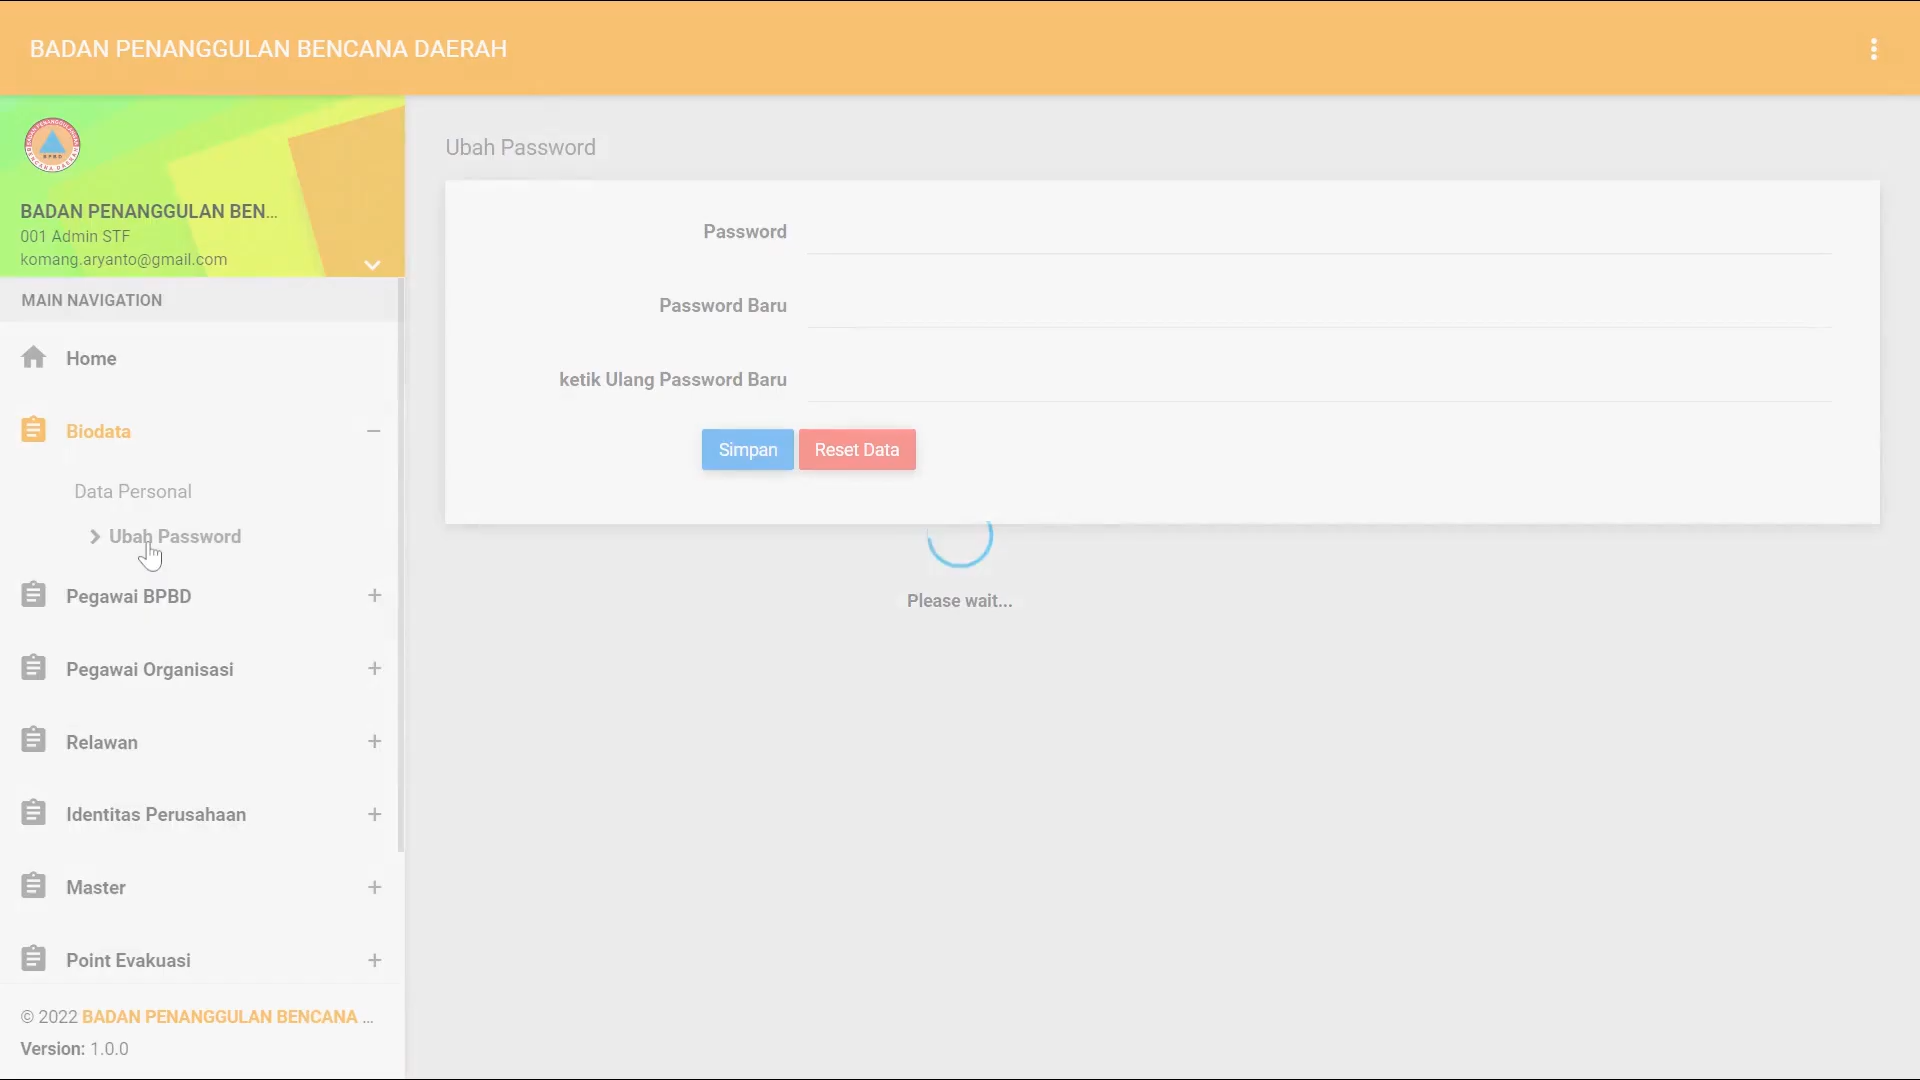 BADAN PENANGGULAN BENCANA DAERAH
BPBD
BADAN PENANGGULAN BEN...
001 Admin STF
komang.aryanto@gmail.com
MAIN NAVIGATION
Home
Biodata
Data Personal
Ubah Password
Pegawai BPBD
Pegawai Organisasi
Relawan
Identitas Perusahaan
Master
Point Evakuasi
© 2022 BADAN PENANGGULAN BENCANA ...
Version: 1.0.0
Ubah Password
Password
Password Baru
ketik Ulang Password Baru
Simpan Reset Data
Please wait...